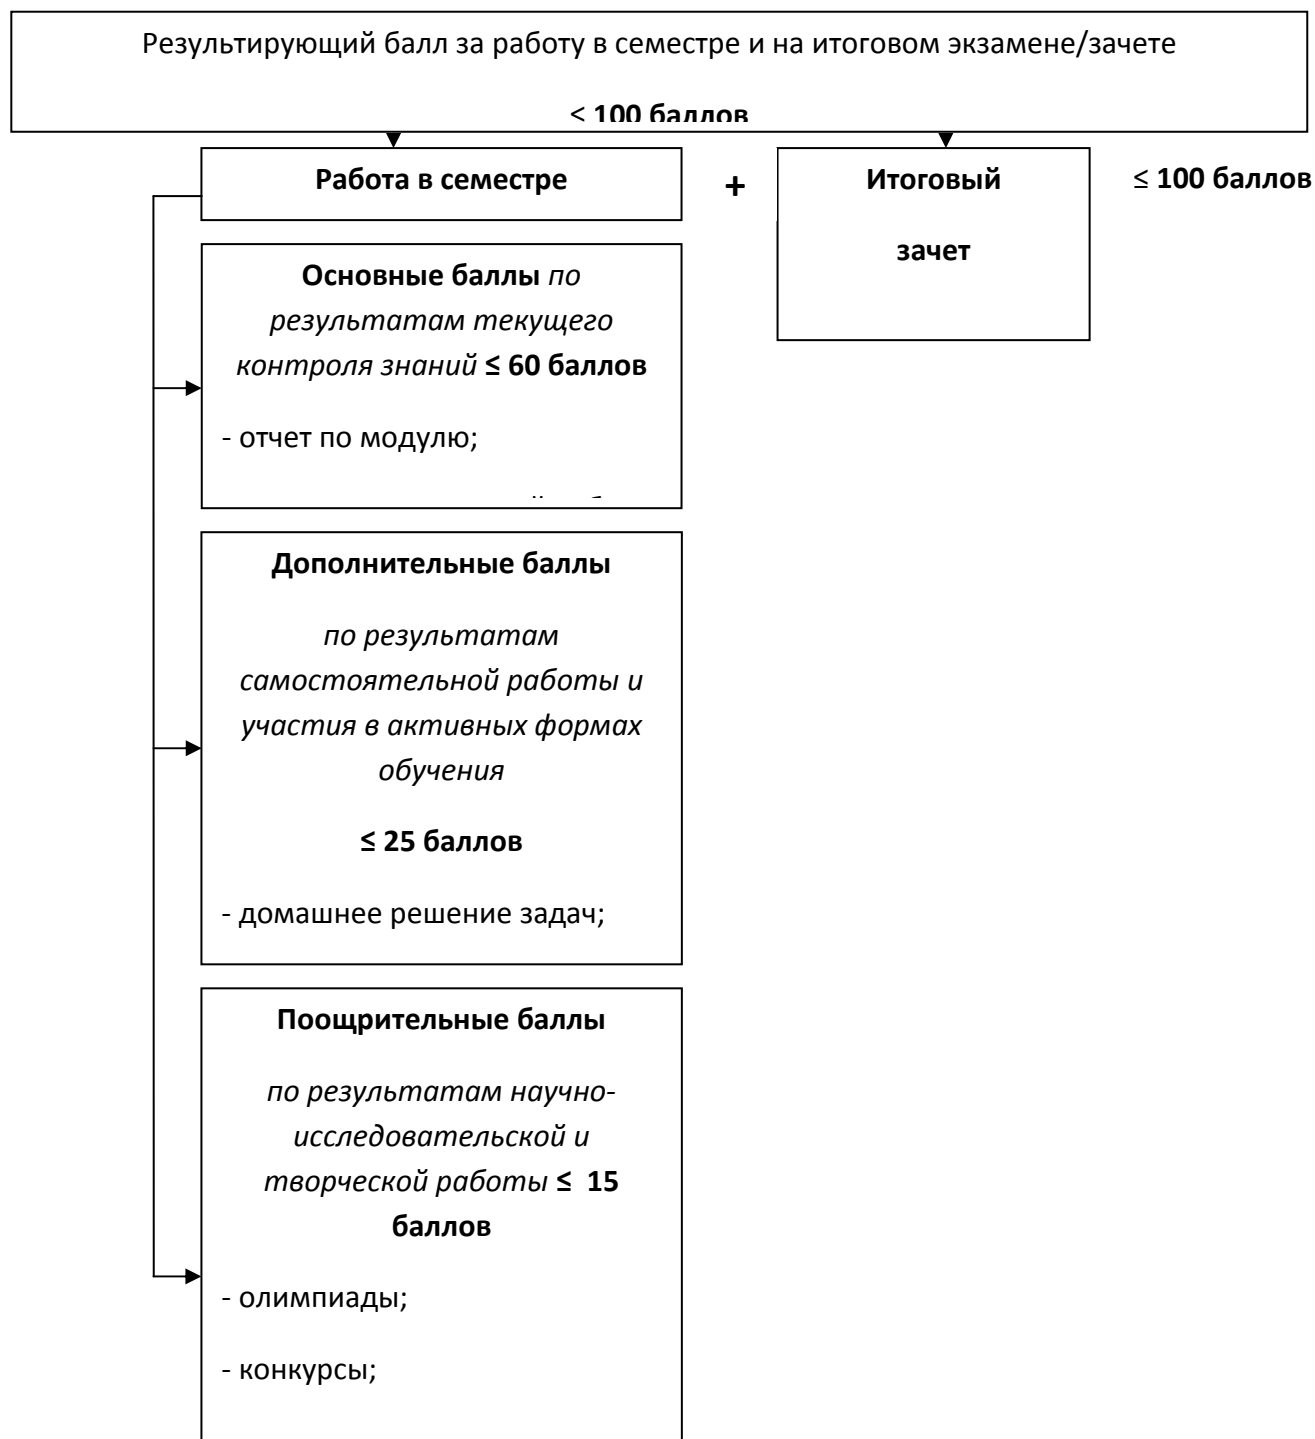 Результирующий балл за работу в семестре и на итоговом экзамене/зачете
< 100 баллов
Работа в семестре
+
Итоговый
зачет
≤ 100 баллов
Основные баллы по
результатам текущего
контроля знаний ≤ 60 баллов
- отчет по модулю;
Дополнительные баллы
по результатам
самостоятельной работы и
участия в активных формах
обучения
≤ 25 баллов
- домашнее решение задач;
Поощрительные баллы
по результатам научно-
исследовательской и
творческой работы ≤ 15
баллов
- олимпиады;
- конкурсы;